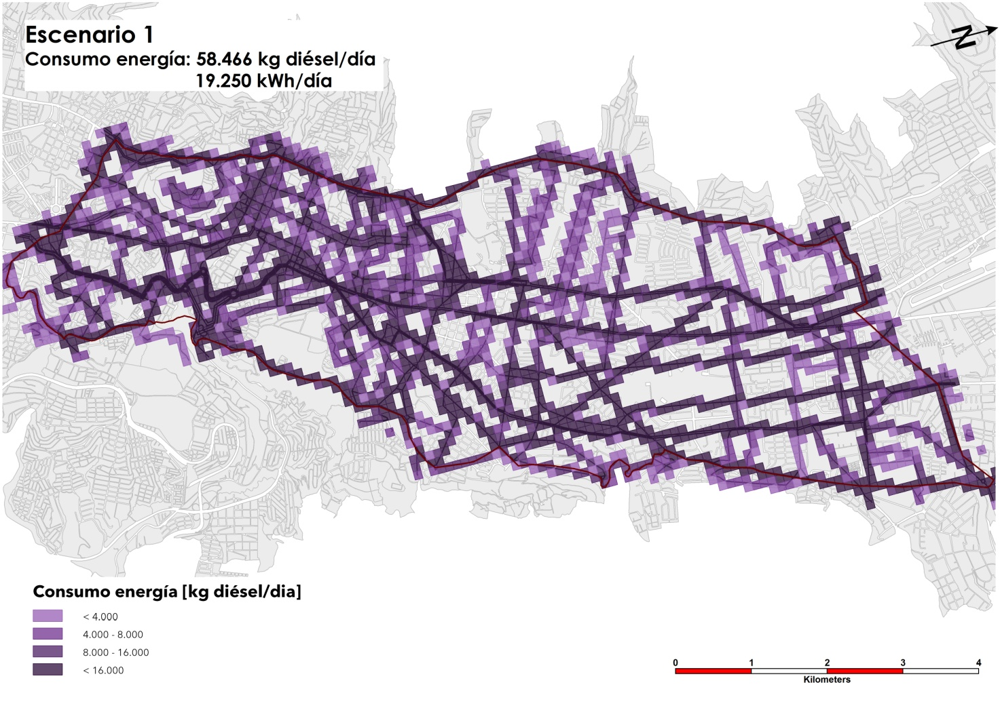 Escenario 1
Consumo energía: 58.466 kg diésel/día
19.250 kWh/día
N
Consumo energía [kg diésel/dia]
< 4.000
4.000 - 8.000
8.000 - 16.000
< 16.000
0 1 2 3 4
Kilometers